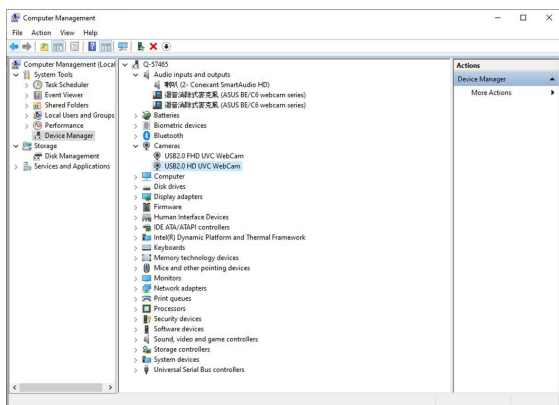 Computer Management
File Action View Help
Computer Management (Local
System Tools
Task Scheduler
Event Viewer
Shared Folders
Local Users and Groups
Performance
Device Manager
Storage
Disk Management
Services and Applications
Q-57465
Audio inputs and outputs
喇叭 (2- Conexant SmartAudio HD)
(ASUS BE/C6 webcam series)
(ASUS BE/C6 webcam series)
Batteries
Biometric devices
Bluetooth
Cameras
USB2.0 FHD UVC WebCam
USB2.0 HD UVC WebCam
Computer
Disk drives
Display adapters
Firmware
Human Interface Devices
IDE ATA/ATAPI controllers
Intel(R) Dynamic Platform and Thermal Framework
Keyboards
Memory technology devices
Mice and other pointing devices
Monitors
Network adapters
Print queues
Processors
Security devices
Software devices
Sound, video and game controllers
Storage controllers
System devices
Universal Serial Bus controllers
Actions
Device Manager
More Actions